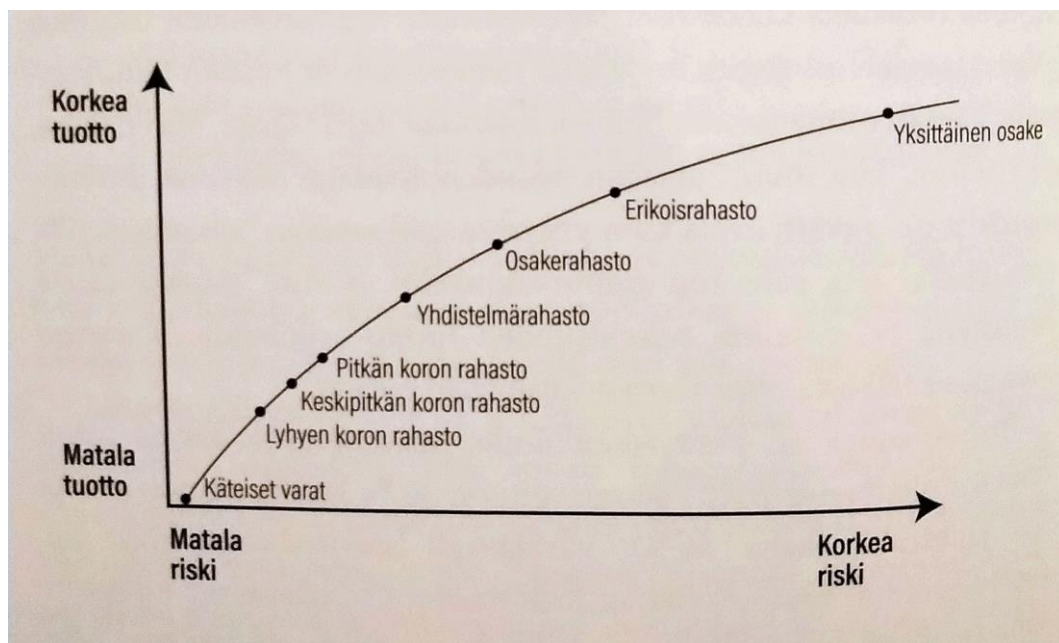 Korkea
tuotto
Yksittäinen osake
Erikoisrahasto
Osakerahasto
Yhdistelmärahasto
Pitkän koron rahasto
Keskipitkän koron rahasto
Lyhyen koron rahasto
Matala
tuotto
Käteiset varat
Matala
riski
Korkea
riski